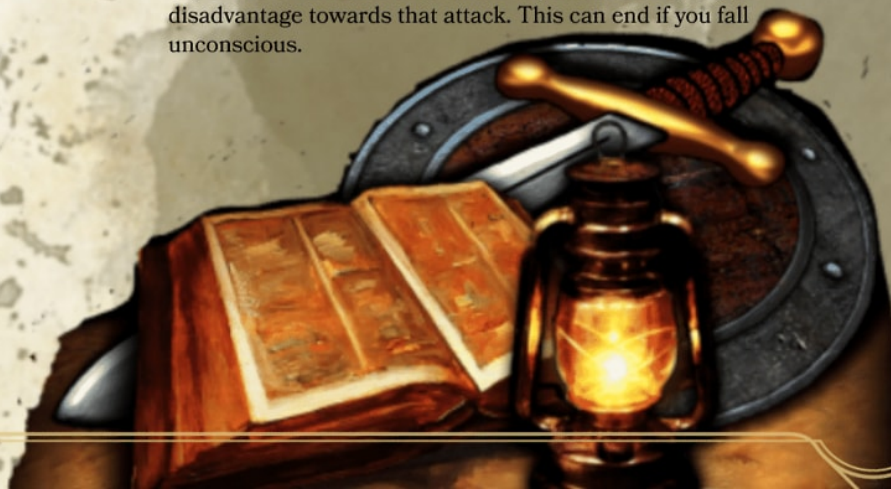 disadvantage towards that attack. This can end if you fall
unconscious.